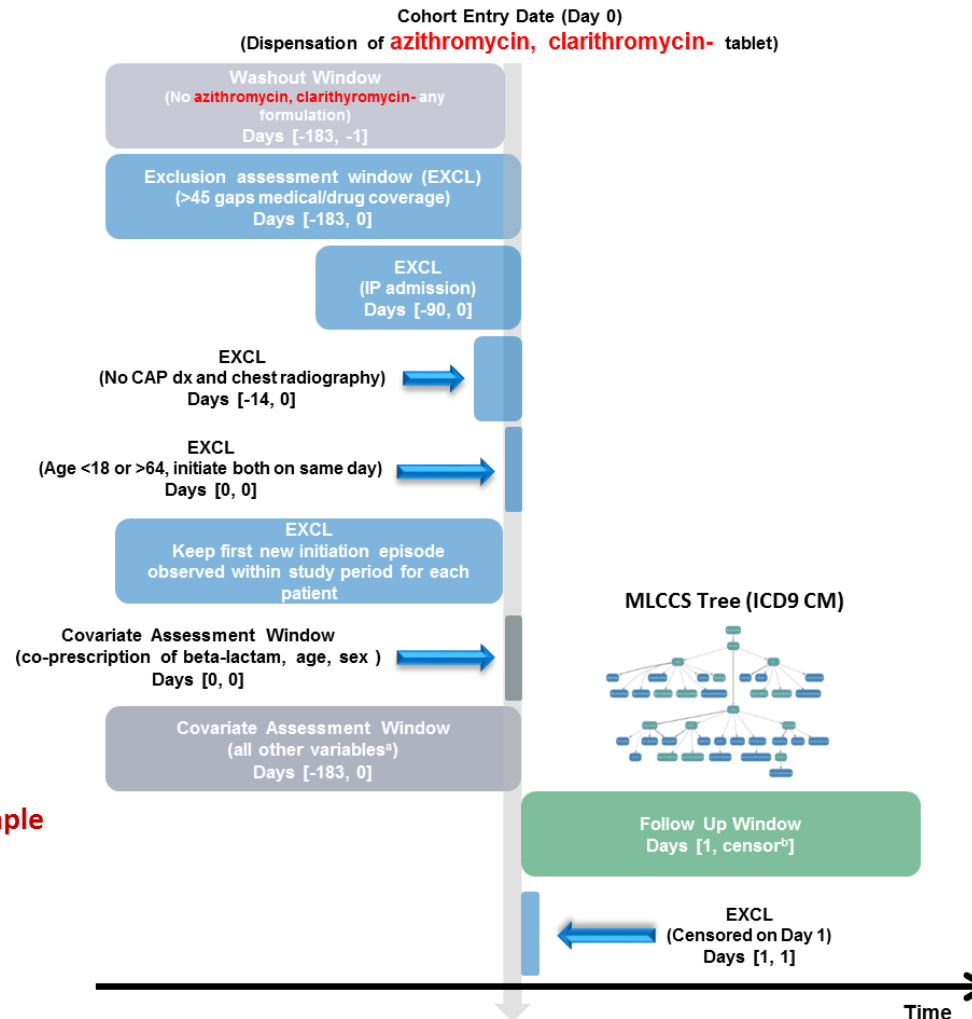 Cohort Entry Date (Day 0)
(Dispensation of azithromycin, clarithromycin- tablet)
Washout Window
(No azithromycin, clarithyromycin- any
formulation)
Days [-183, -1]
Exclusion assessment window (EXCL)
(>45 gaps medical/drug coverage)
Days [-183, 0]
EXCL
(IP admission)
Days [-90, 0]
EXCL
(No CAP dx and chest radiography)
Days [-14, 0]
EXCL
(Age <18 or >64, initiate both on same day)
Days [0, 0]
EXCL
Keep first new initiation episode
observed within study period for each
patient
MLCCS Tree (ICD9 CM)
Covariate Assessment Window
(co-prescription of beta-lactam, age, sex )
Days [0, 0]
Covariate Assessment Window
(all other variablesᵃ)
Days [-183, 0]
Follow Up Window
Days [1, censorᵇ]
EXCL
(Censored on Day 1)
Days [1, 1]
Time